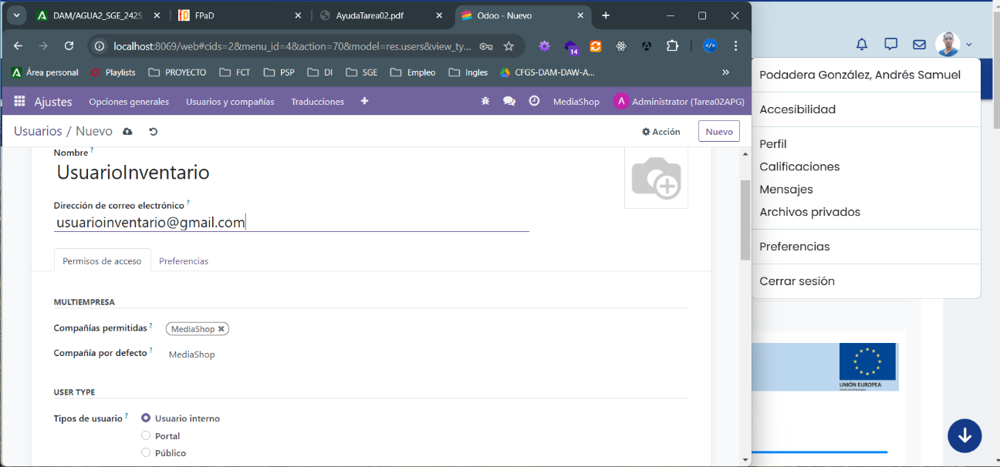 DAM/AGUA2_SGE_2425_
FPaD
AyudaTarea02.pdf
Odoo - Nuevo
localhost:8069/web#cids=2&menu_id=4&action=70&model=res.users&view_ty...
14
Área personal
Playlists
PROYECTO
FCT
PSP
DI
SGE
Empleo
Ingles
CFGS-DAM-DAW-A...
»
Ajustes
Opciones generales
Usuarios y compañías
Traducciones
MediaShop
A
Administrator (Tarea02APG)
Usuarios / Nuevo
Acción
Nuevo
Nombre ?
UsuarioInventario
Dirección de correo electrónico ?
usuarioinventario@gmail.com
Permisos de acceso
Preferencias
MULTIEMPRESA
Compañías permitidas ?
MediaShop
Compañía por defecto ?
MediaShop
USER TYPE
Tipos de usuario ?
Usuario interno
Portal
Público
Podadera González, Andrés Samuel
Accesibilidad
Perfil
Calificaciones
Mensajes
Archivos privados
Preferencias
Cerrar sesión
UNIÓN EUROPEA